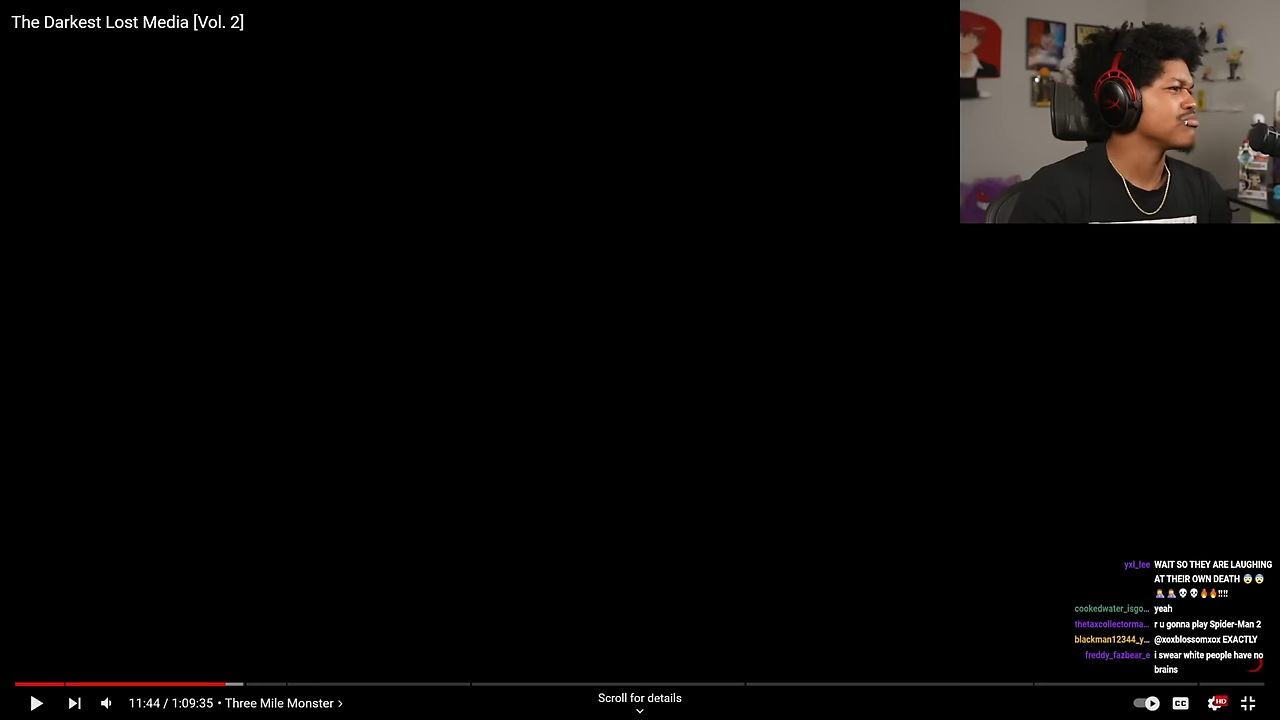 The Darkest Lost Media [Vol. 2]
yxl_lee WAIT SO THEY ARE LAUGHING
AT THEIR OWN DEATH 😨😨
🤦🏼‍♀️🤦🏼‍♀️💀💀🔥🔥‼️‼️
cookedwater_isgo... yeah
thetaxcollectorma... r u gonna play Spider-Man 2
blackman12344_y... @xoxblossomxox EXACTLY
freddy_fazbear_e i swear white people have no
brains
11:44 / 1:09:35 • Three Mile Monster ›
Scroll for details
CC
HD